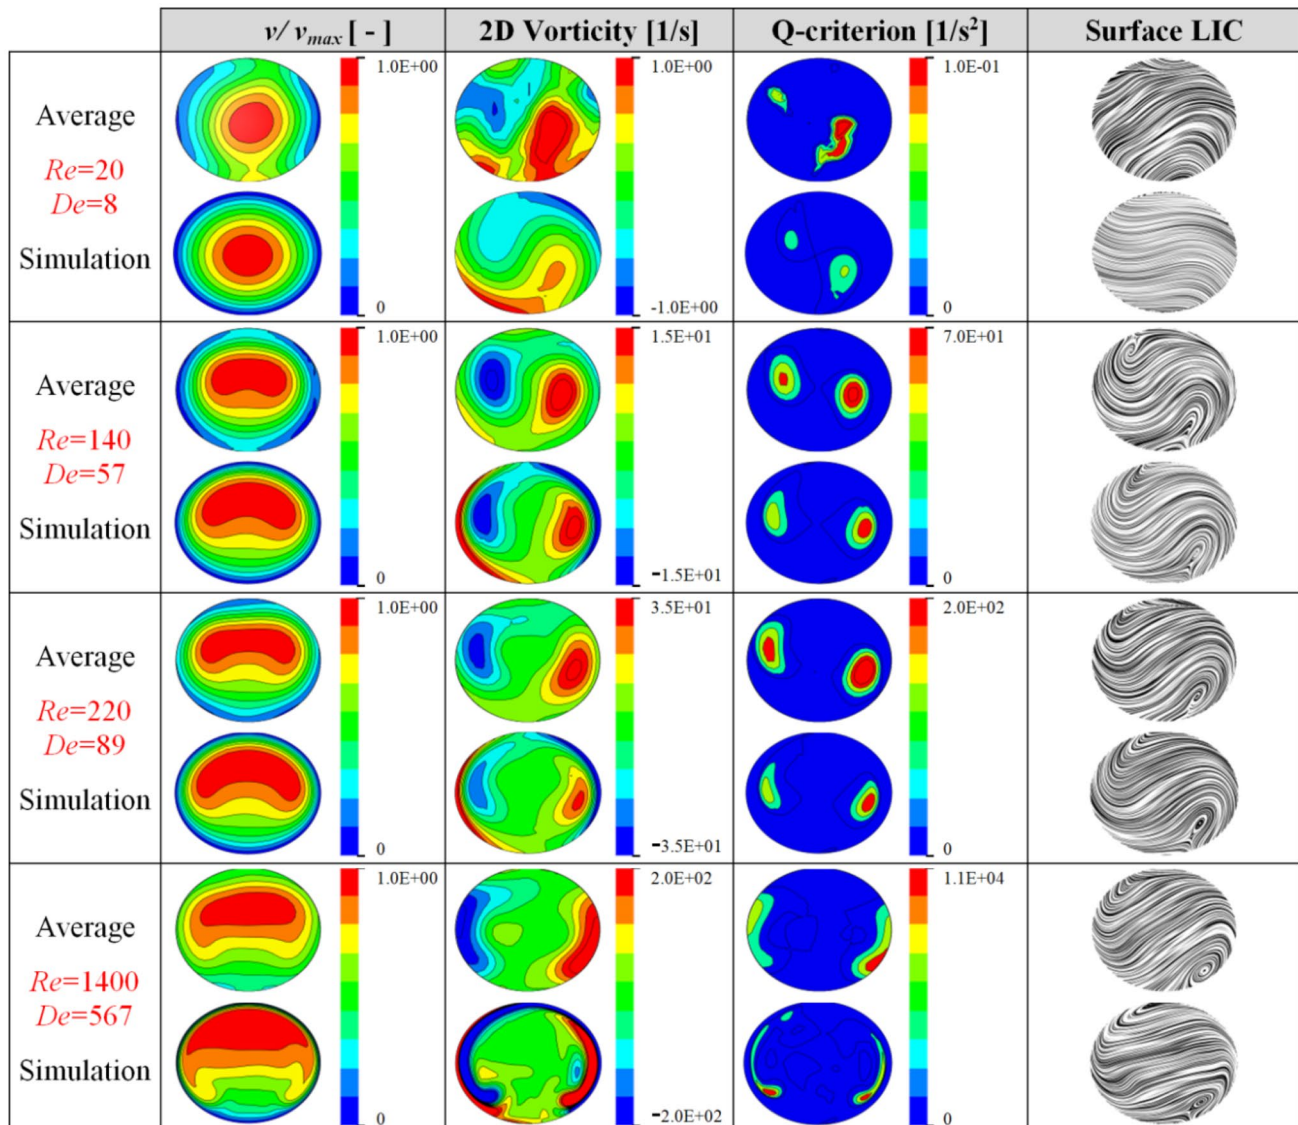 v/ vmax [ - ]
2D Vorticity [1/s]
Q-criterion [1/s²]
Surface LIC
Average
Re=20
De=8
Simulation
1.0E+00
0
1.0E+00
-1.0E+00
1.0E-01
0
Average
Re=140
De=57
Simulation
1.0E+00
0
1.5E+01
-1.5E+01
7.0E+01
0
Average
Re=220
De=89
Simulation
1.0E+00
0
3.5E+01
-3.5E+01
2.0E+02
0
Average
Re=1400
De=567
Simulation
1.0E+00
0
2.0E+02
-2.0E+02
1.1E+04
0